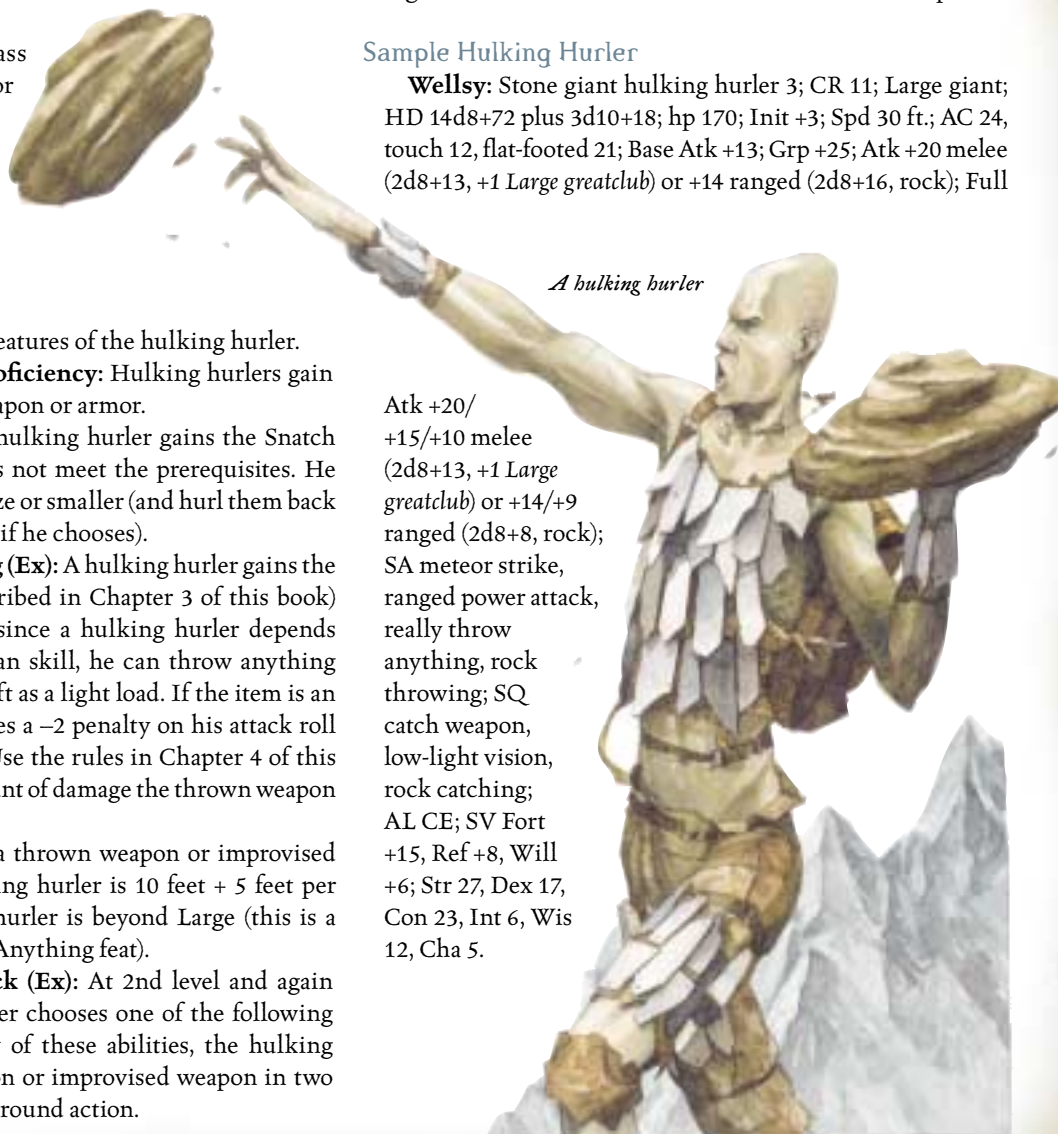 ass
or
eatures of the hulking hurler.
oficiency: Hulking hurlers gain
apon or armor.
hulking hurler gains the Snatch
s not meet the prerequisites. He
ze or smaller (and hurl them back
if he chooses).
g (Ex): A hulking hurler gains the
ribed in Chapter 3 of this book)
since a hulking hurler depends
an skill, he can throw anything
ft as a light load. If the item is an
es a –2 penalty on his attack roll
Use the rules in Chapter 4 of this
unt of damage the thrown weapon
a thrown weapon or improvised
ing hurler is 10 feet + 5 feet per
hurler is beyond Large (this is a
Anything feat).
ck (Ex): At 2nd level and again
er chooses one of the following
y of these abilities, the hulking
on or improvised weapon in two
round action.
Sample Hulking Hurler
Wellsy: Stone giant hulking hurler 3; CR 11; Large giant;
HD 14d8+72 plus 3d10+18; hp 170; Init +3; Spd 30 ft.; AC 24,
touch 12, flat-footed 21; Base Atk +13; Grp +25; Atk +20 melee
(2d8+13, +1 Large greatclub) or +14 ranged (2d8+16, rock); Full
A hulking hurler
Atk +20/
+15/+10 melee
(2d8+13, +1 Large
greatclub) or +14/+9
ranged (2d8+8, rock);
SA meteor strike,
ranged power attack,
really throw
anything, rock
throwing; SQ
catch weapon,
low-light vision,
rock catching;
AL CE; SV Fort
+15, Ref +8, Will
+6; Str 27, Dex 17,
Con 23, Int 6, Wis
12, Cha 5.